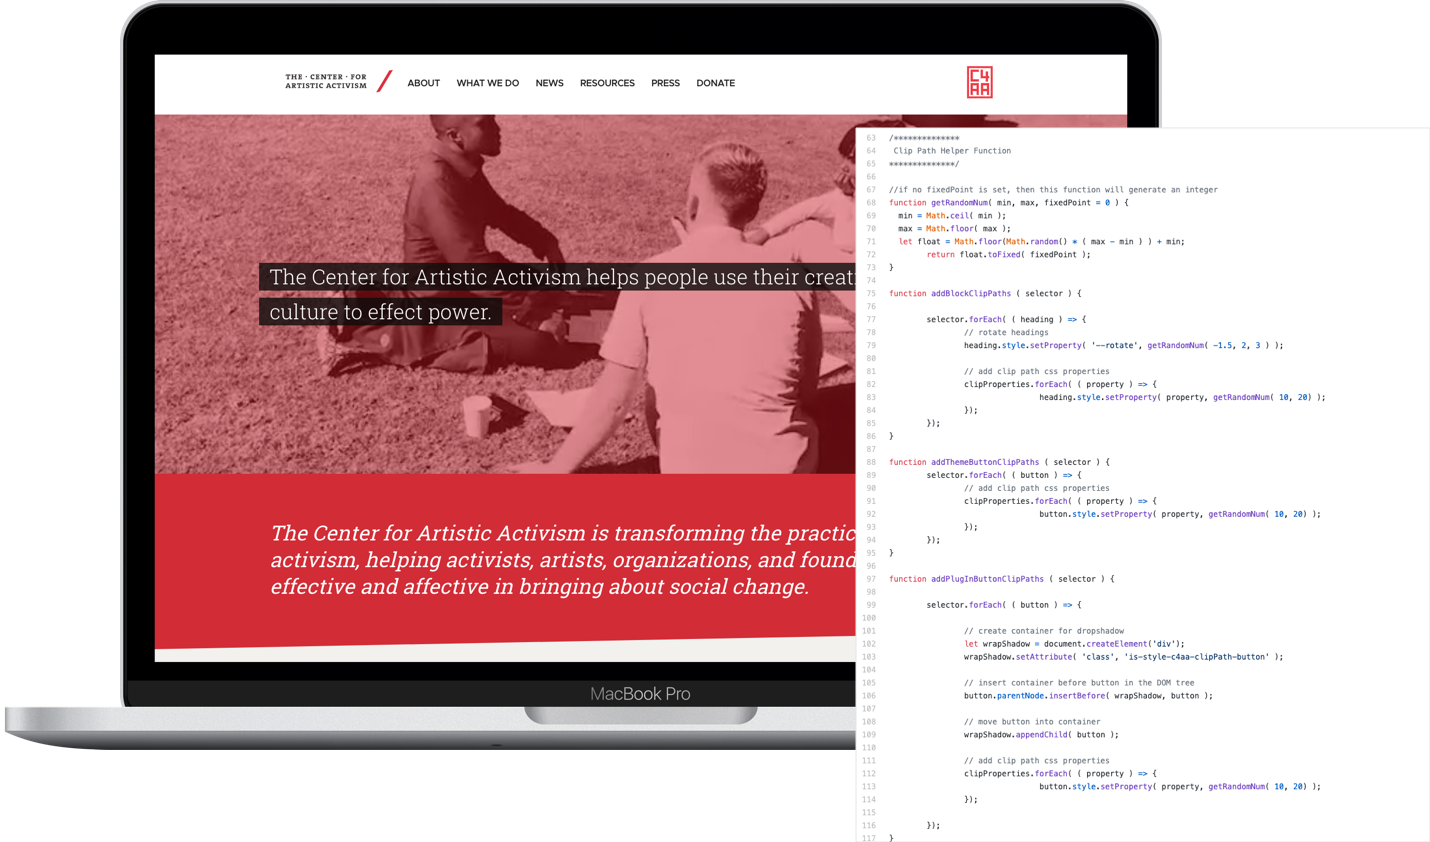 THE · CENTER · FOR
ARTISTIC ACTIVISM
ABOUT WHAT WE DO NEWS RESOURCES PRESS DONATE
C4
AA
The Center for Artistic Activism helps people use their creati
culture to effect power.
The Center for Artistic Activism is transforming the practic
activism, helping activists, artists, organizations, and found
effective and affective in bringing about social change.
MacBook Pro
63 /**************
64 Clip Path Helper Function
65 **************/
66
67 //if no fixedPoint is set, then this function will generate an integer
68 function getRandomNum( min, max, fixedPoint = 0 ) {
69 min = Math.ceil( min );
70 max = Math.floor( max );
71 let float = Math.floor(Math.random() * ( max - min ) ) + min;
72 return float.toFixed( fixedPoint );
73 }
74
75 function addBlockClipPaths ( selector ) {
76
77 selector.forEach( ( heading ) => {
78 // rotate headings
79 heading.style.setProperty( '--rotate', getRandomNum( -1.5, 2, 3 ) );
80
81 // add clip path css properties
82 clipProperties.forEach( ( property ) => {
83 heading.style.setProperty( property, getRandomNum( 10, 20) );
84 });
85 });
86 }
87
88 function addThemeButtonClipPaths ( selector ) {
89 selector.forEach( ( button ) => {
90 // add clip path css properties
91 clipProperties.forEach( ( property ) => {
92 button.style.setProperty( property, getRandomNum( 10, 20) );
93 });
94 });
95 }
96
97 function addPlugInButtonClipPaths ( selector ) {
98
99 selector.forEach( ( button ) => {
100
101 // create container for dropshadow
102 let wrapShadow = document.createElement('div');
103 wrapShadow.setAttribute( 'class', 'is-style-c4aa-clipPath-button' );
104
105 // insert container before button in the DOM tree
106 button.parentNode.insertBefore( wrapShadow, button );
107
108 // move button into container
109 wrapShadow.appendChild( button );
110
111 // add clip path css properties
112 clipProperties.forEach( ( property ) => {
113 button.style.setProperty( property, getRandomNum( 10, 20) );
114 });
115
116 });
117 }